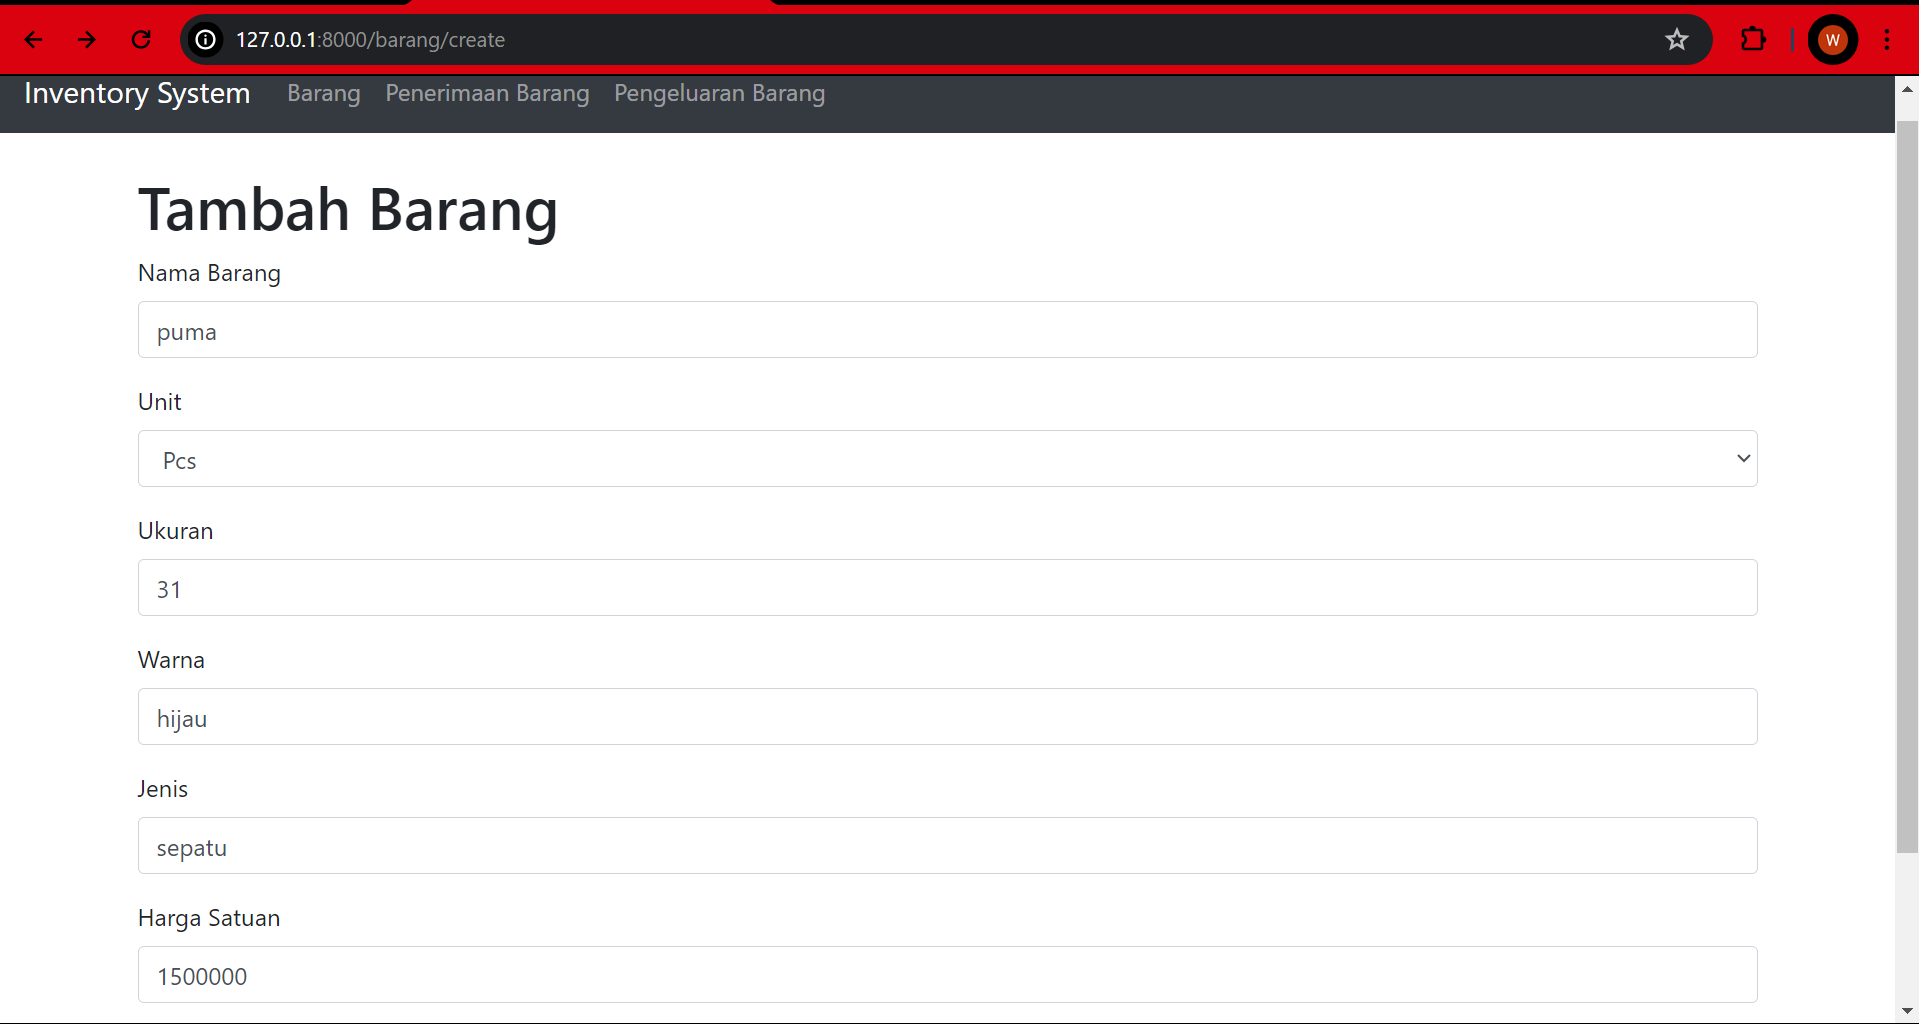 127.0.0.1:8000/barang/create
W
Inventory System Barang Penerimaan Barang Pengeluaran Barang
Tambah Barang
Nama Barang
puma
Unit
Pcs
Ukuran
31
Warna
hijau
Jenis
sepatu
Harga Satuan
1500000